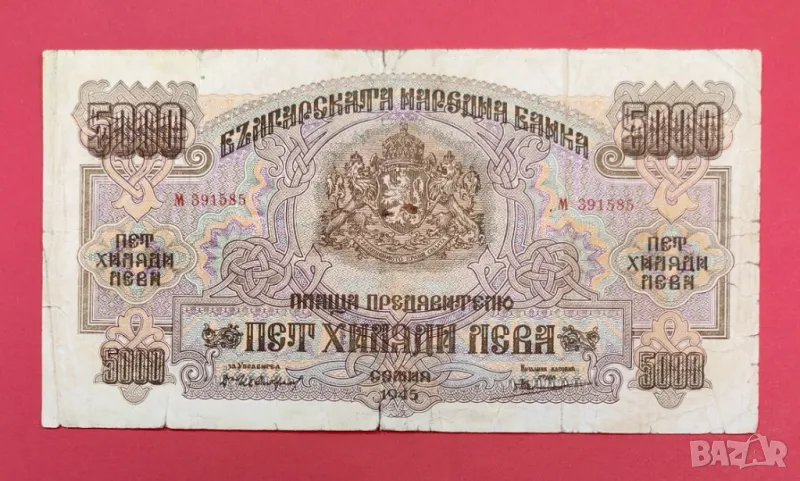 5000 5000
БЪЛГАРСКАТА НАРОДНА БАНКА
М 391585 М 391585
ПЕТ
ХИЛЯДИ
ЛЕВА
ПЕТ
ХИЛЯДИ
ЛЕВА
ПЛАЩА ПРЕДЯВИТЕЛЮ
ПЕТ ХИЛЯДИ ЛЕВА
5000 5000
СОФИЯ
1945
BAZAR